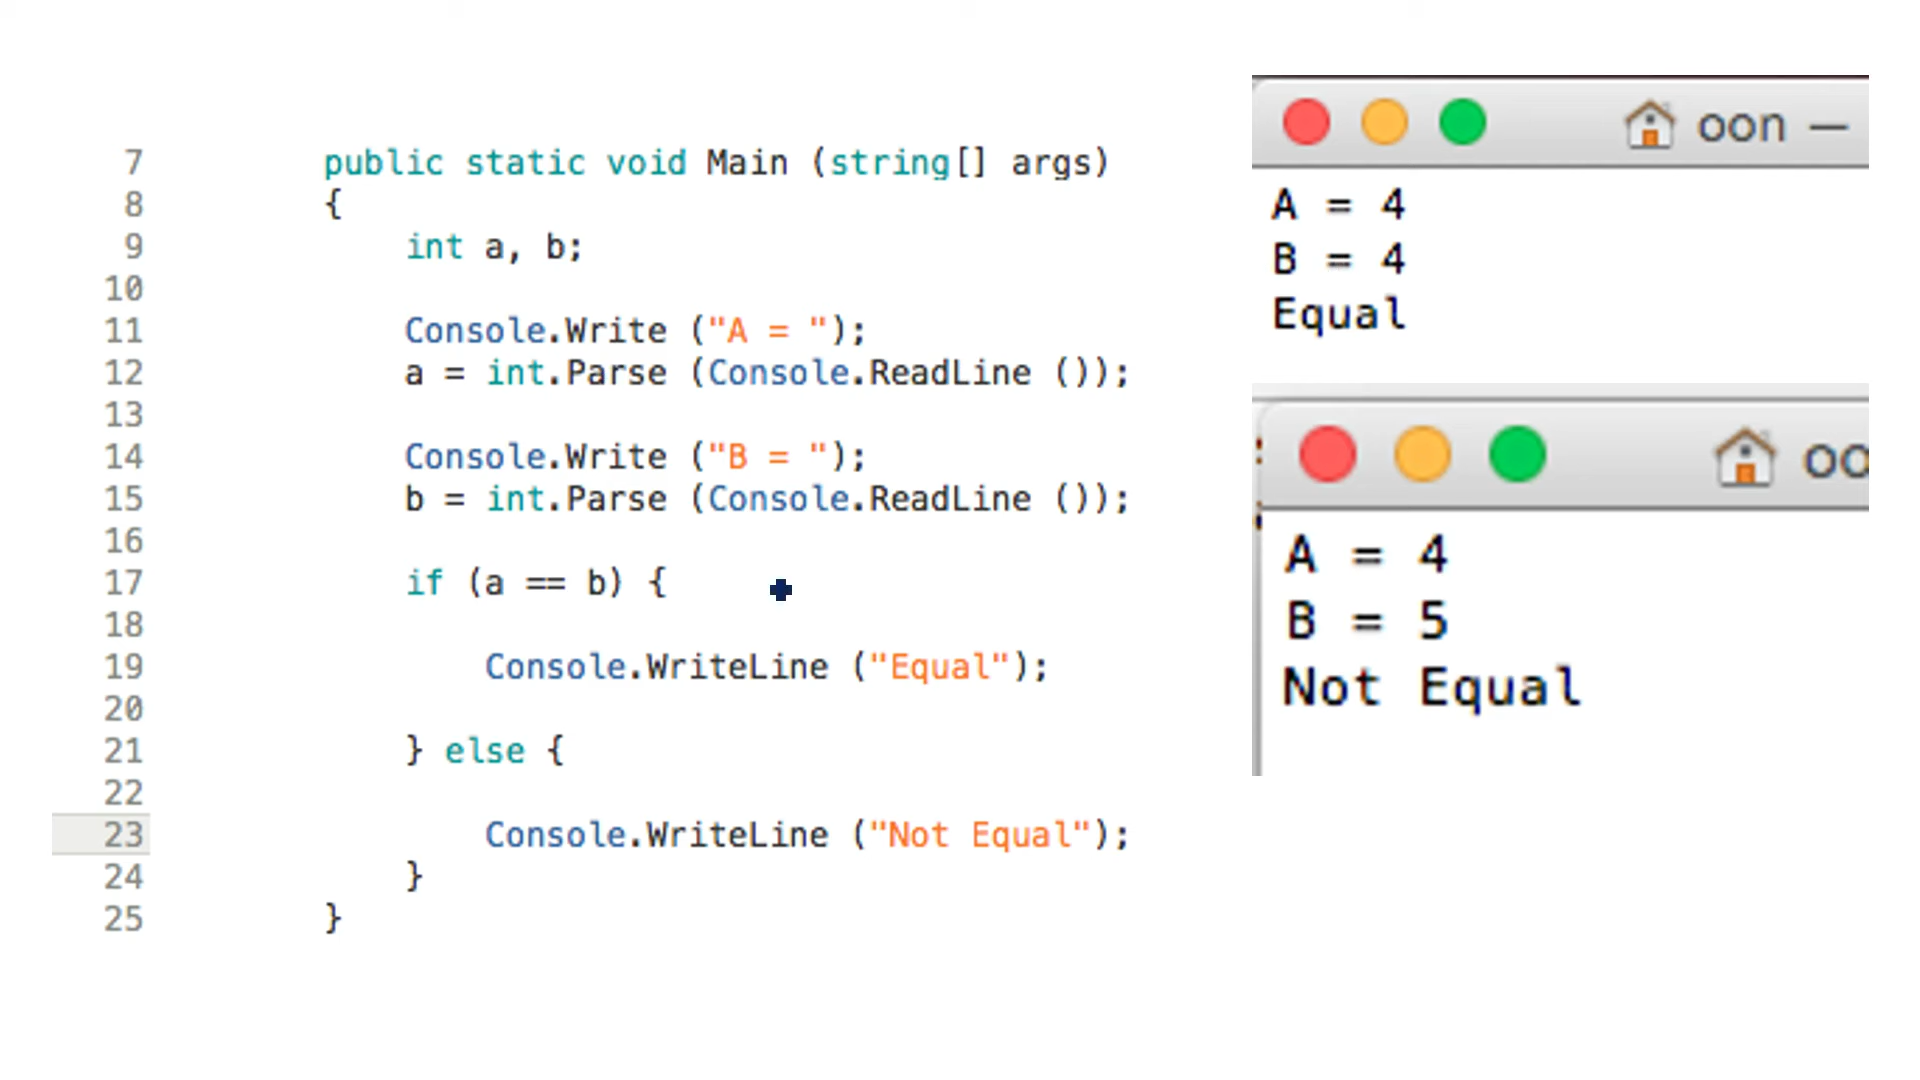 7 public static void Main (string[] args)
8 {
9 int a, b;
10
11 Console.Write ("A = ");
12 a = int.Parse (Console.ReadLine ());
13
14 Console.Write ("B = ");
15 b = int.Parse (Console.ReadLine ());
16
17 if (a == b) {
18
19 Console.WriteLine ("Equal");
20
21 } else {
22
23 Console.WriteLine ("Not Equal");
24 }
25 }
oon —
A = 4
B = 4
Equal
oo
A = 4
B = 5
Not Equal